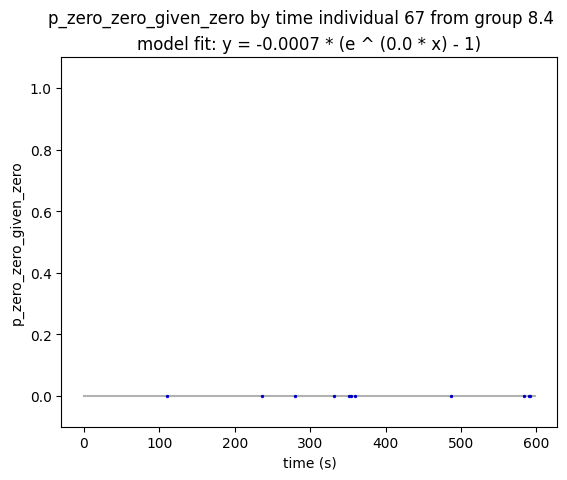 p_zero_zero_given_zero by time individual 67 from group 8.4
model fit: y = -0.0007 * (e ^ (0.0 * x) - 1)
1.0
0.8
0.6
0.4
0.2
0.0
p_zero_zero_given_zero
0 100 200 300 400 500 600
time (s)